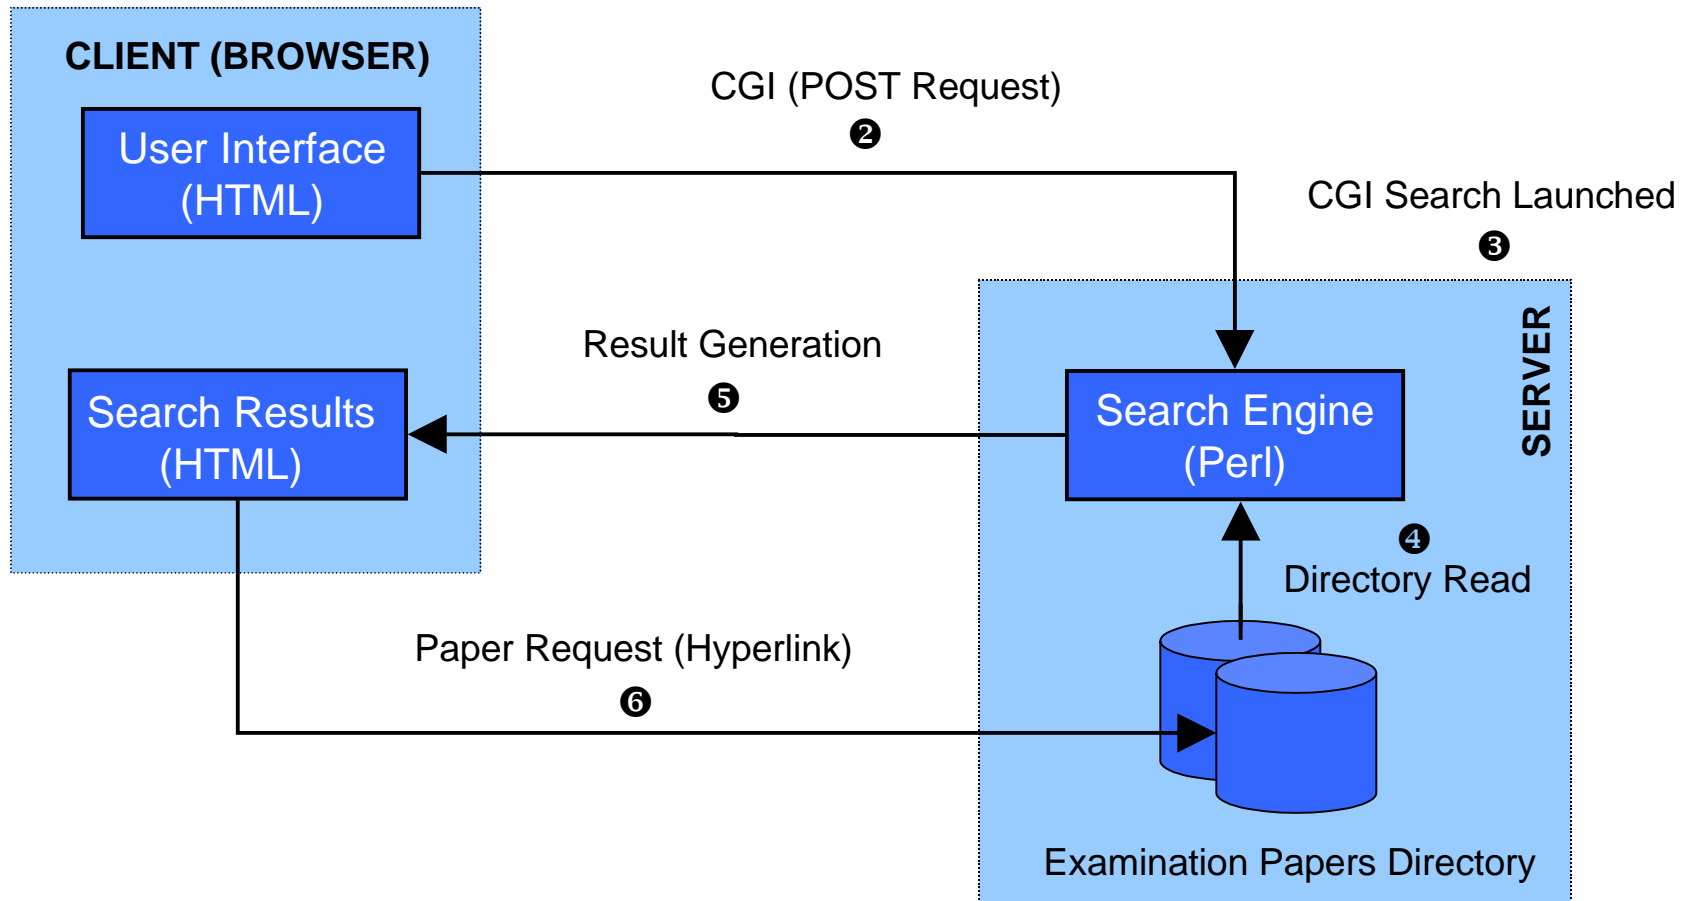 CLIENT (BROWSER)
User Interface
(HTML)
CGI (POST Request)
❷
CGI Search Launched
❸
SERVER
Result Generation
❺
Search Results
(HTML)
Search Engine
(Perl)
❹
Directory Read
Paper Request (Hyperlink)
❻
Examination Papers Directory